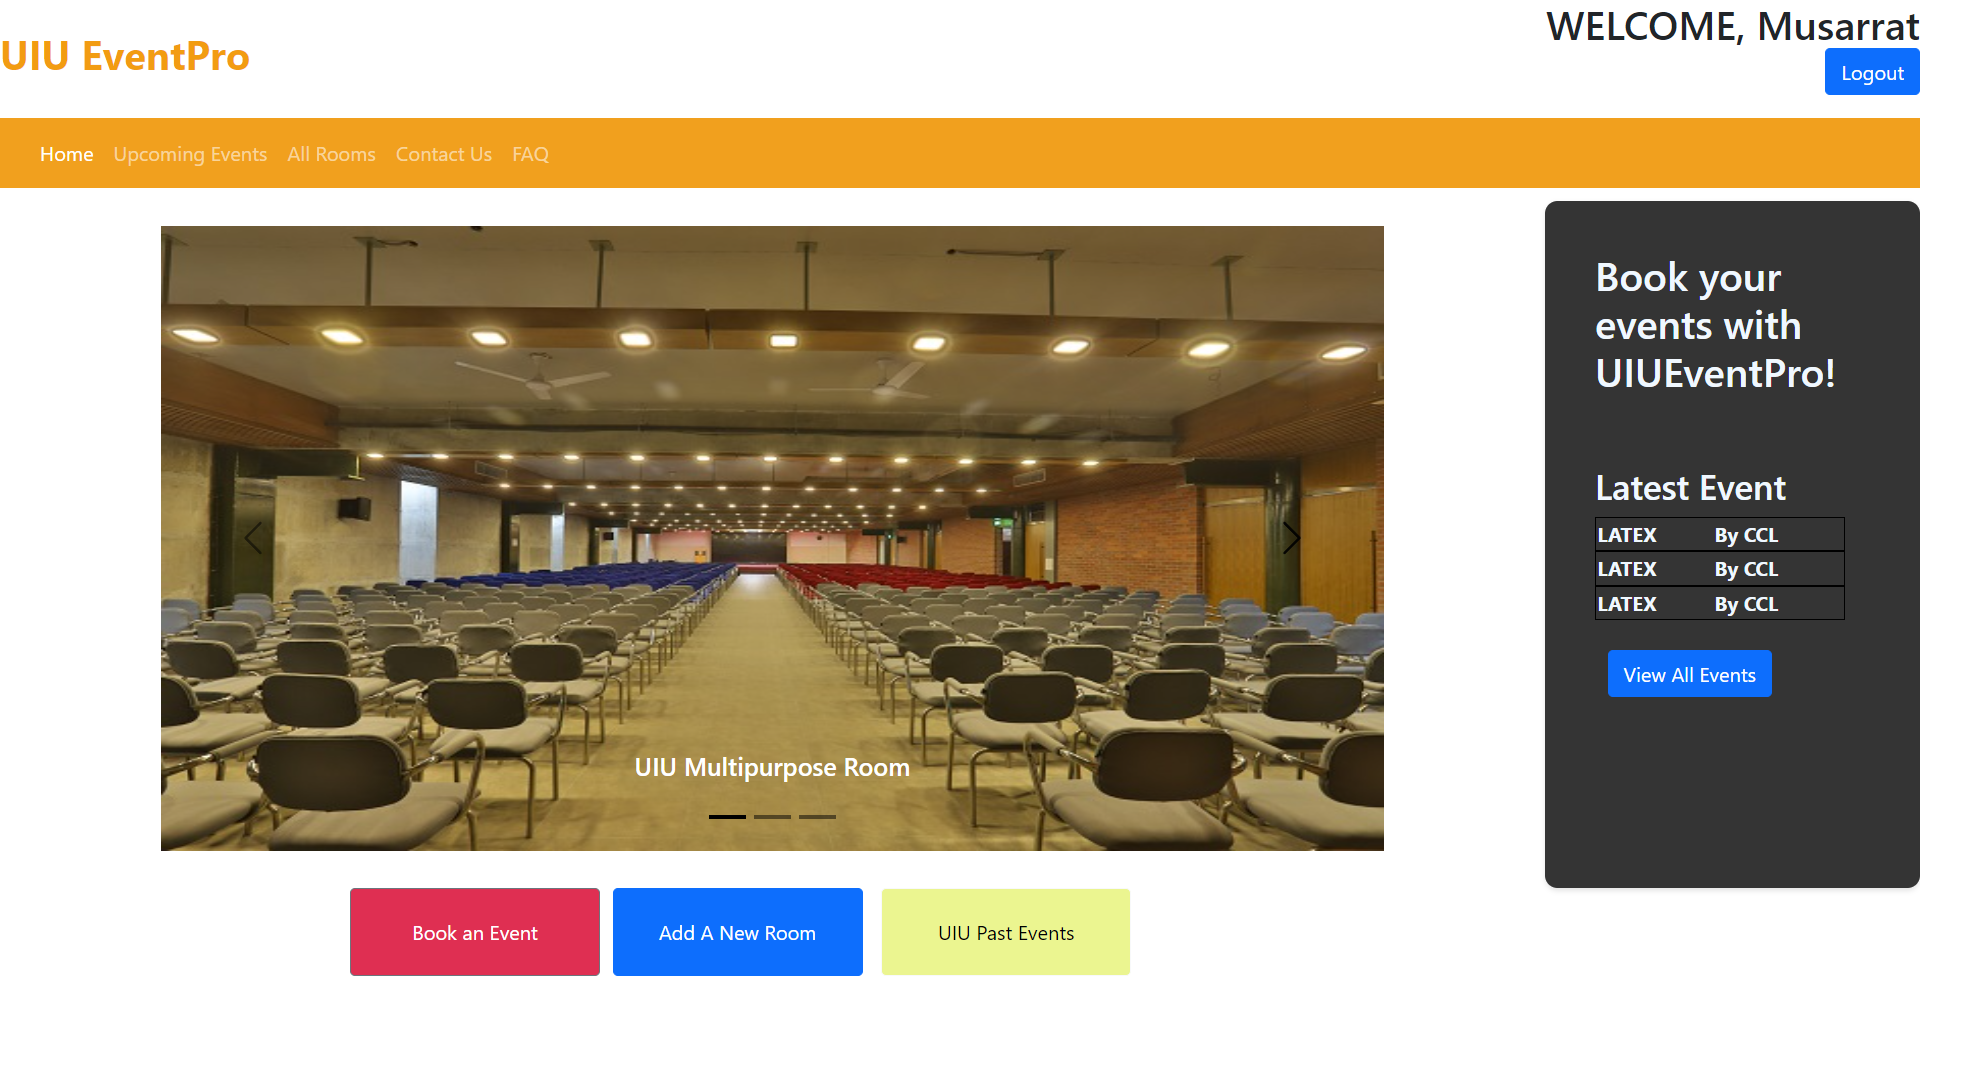 UIU EventPro
WELCOME, Musarrat
Logout
Home Upcoming Events All Rooms Contact Us FAQ
UIU Multipurpose Room
Book your
events with
UIUEventPro!
Latest Event
LATEX By CCL
LATEX By CCL
LATEX By CCL
View All Events
Book an Event
Add A New Room
UIU Past Events